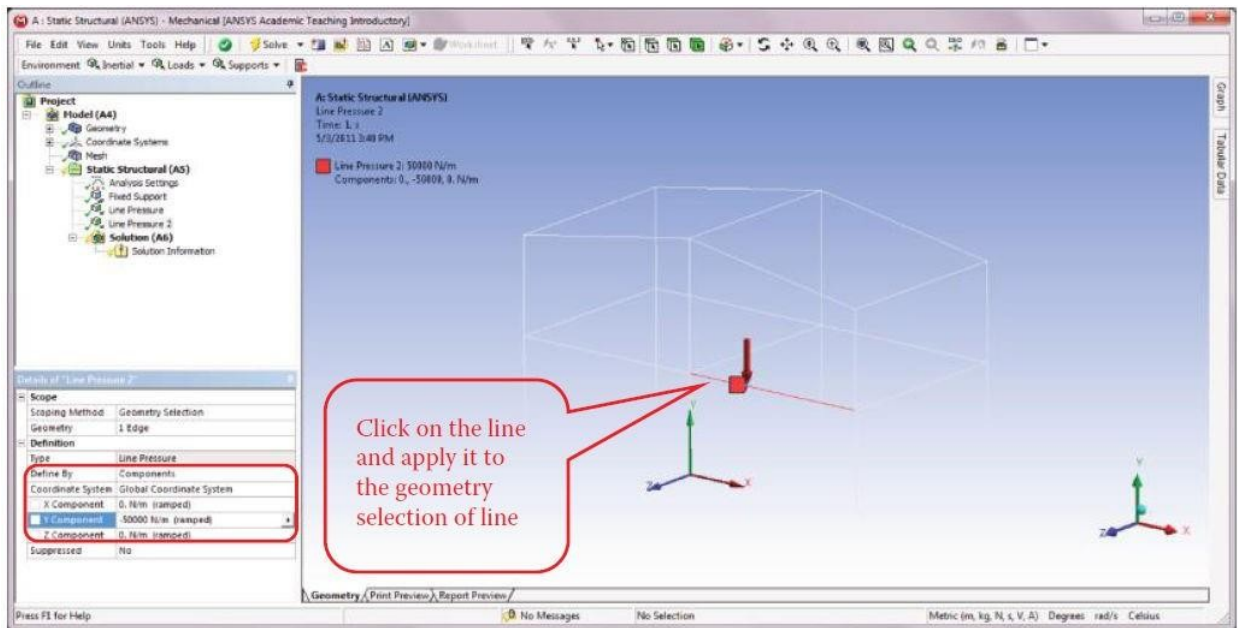 A : Static Structural (ANSYS) - Mechanical [ANSYS Academic Teaching Introductory]
File Edit View Units Tools Help Solve Worksheet
Environment Inertial Loads Supports
Outline
Project
Model (A4)
Geometry
Coordinate Systems
Mesh
Static Structural (A5)
Analysis Settings
Fixed Support
Line Pressure
Line Pressure 2
Solution (A6)
Solution Information
A: Static Structural (ANSYS)
Line Pressure 2
Time: 1. s
5/3/2011 3:40 PM
Line Pressure 2: 50000 N/m
Components: 0., -50000, 0. N/m
Graph
Tabular Data
Details of "Line Pressure 2"
Scope
Scoping Method Geometry Selection
Geometry 1 Edge
Definition
Type Line Pressure
Define By Components
Coordinate System Global Coordinate System
X Component 0. N/m (ramped)
Y Component -50000 N/m (ramped)
Z Component 0. N/m (ramped)
Suppressed No
Click on the line
and apply it to
the geometry
selection of line
Y
Z X
Y
Z X
Geometry Print Preview Report Preview
Press F1 for Help No Messages No Selection Metric (m, kg, N, s, V, A) Degrees rad/s Celsius